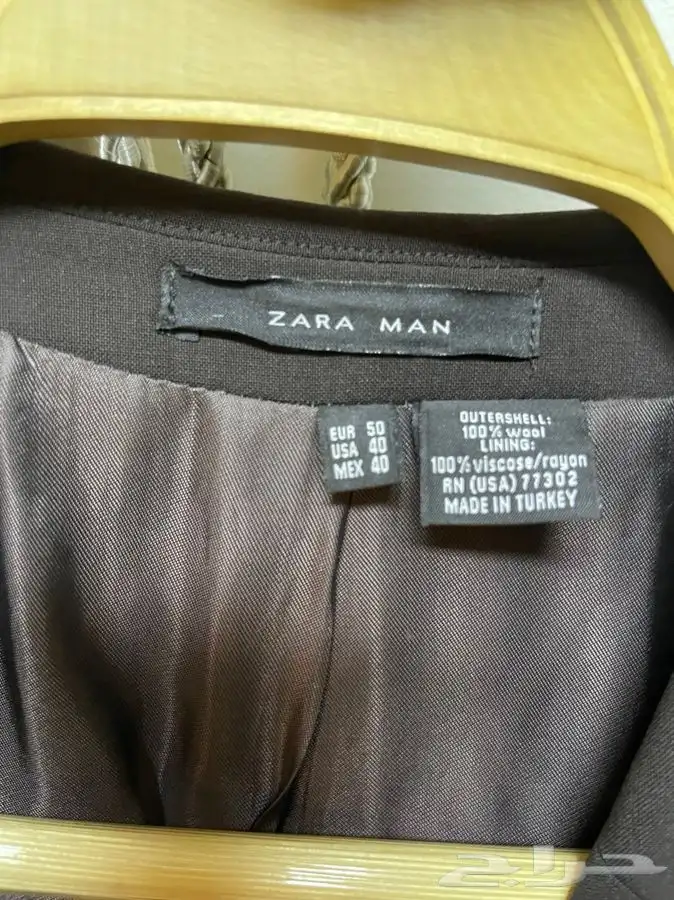 ZARA MAN
EUR 50
USA 40
MEX 40
OUTERSHELL:
100% wool
LINING:
100% viscose/rayon
RN (USA) 77302
MADE IN TURKEY
حراج